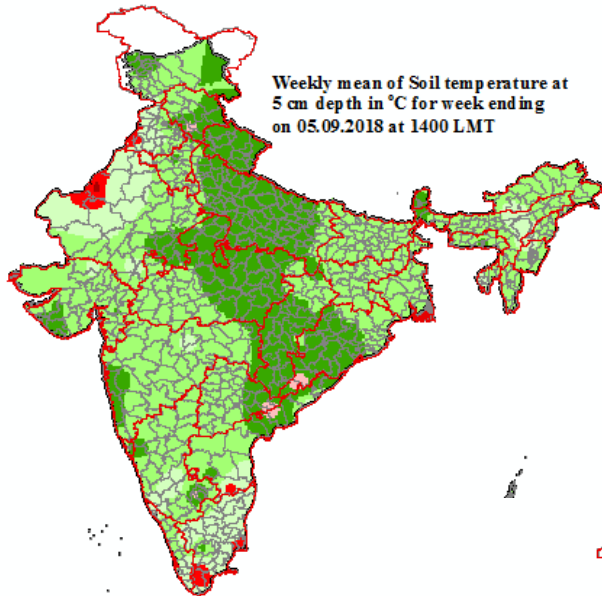 Weekly mean of Soil temperature at
5 cm depth in °C for week ending
on 05.09.2018 at 1400 LMT